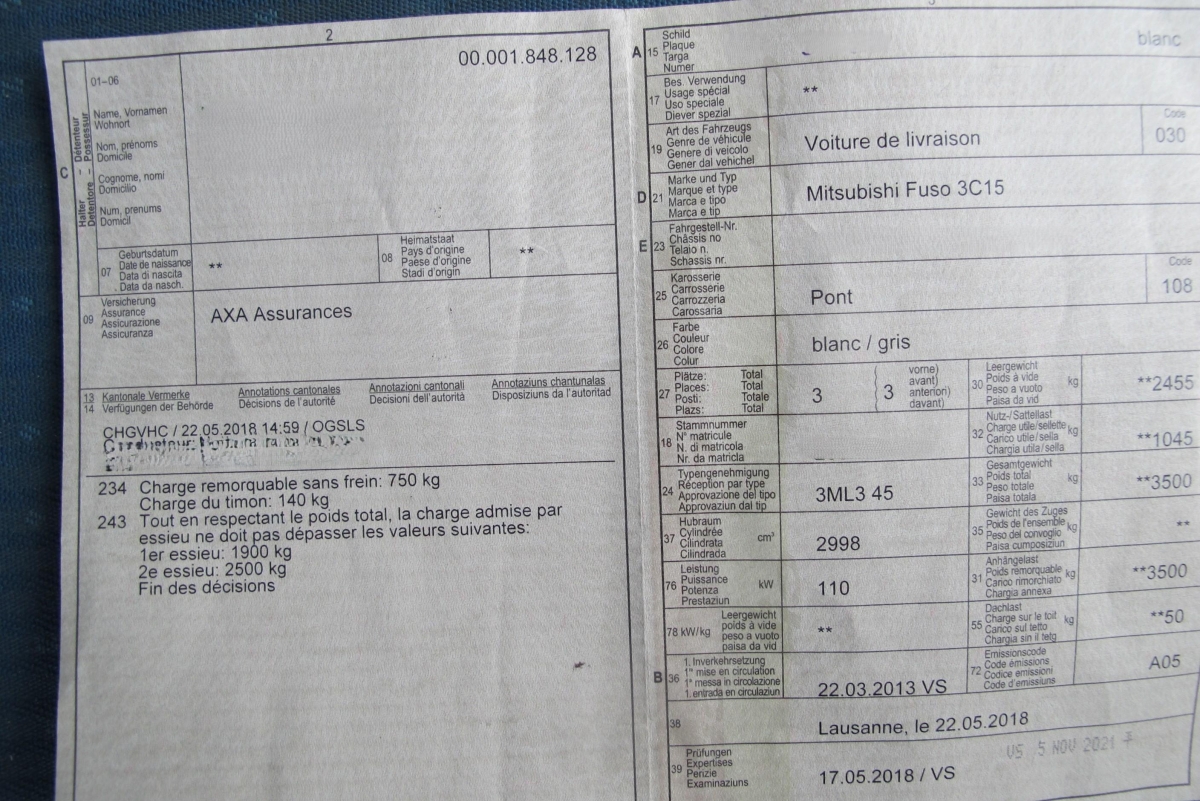 2
00.001.848.128
C
Halter – Détenteur
Detentore – Possessur
01–06
Name, Vornamen
Wohnort
Nom, prénoms
Domicile
Cognome, nomi
Domicilio
Num, prenums
Domicil
07
Geburtsdatum
Date de naissance
Data di nascita
Data da nasch.
**
08
Heimatstaat
Pays d'origine
Paese d'origine
Stadi d'origin
**
09
Versicherung
Assurance
Assicurazione
Assicuranza
AXA Assurances
13 Kantonale Vermerke
14 Verfügungen der Behörde
Annotations cantonales
Décisions de l'autorité
Annotazioni cantonali
Decisioni dell'autorità
Annotaziuns chantunalas
Disposiziuns da l'autoritad
CHGVHC / 22.05.2018 14:59 / OGSLS
234 Charge remorquable sans frein: 750 kg
Charge du timon: 140 kg
243 Tout en respectant le poids total, la charge admise par
essieu ne doit pas dépasser les valeurs suivantes:
1er essieu: 1900 kg
2e essieu: 2500 kg
Fin des décisions
A 15
Schild
Plaque
Targa
Numer
blanc
17
Bes. Verwendung
Usage spécial
Uso speciale
Diever spezial
**
19
Art des Fahrzeugs
Genre de véhicule
Genere di veicolo
Gener dal vehichel
Voiture de livraison
Code
030
D 21
Marke und Typ
Marque et type
Marca e tipo
Marca e tip
Mitsubishi Fuso 3C15
E 23
Fahrgestell-Nr.
Châssis no
Telaio n.
Schassis nr.
25
Karosserie
Carrosserie
Carrozzeria
Carossaria
Pont
Code
108
26
Farbe
Couleur
Colore
Colur
blanc / gris
27
Plätze: Total
Places: Total
Posti: Totale
Plazs: Total
3
3
vorne)
avant)
anteriori)
davant)
30
Leergewicht
Poids à vide
Peso a vuoto
Paisa da vid
kg
**2455
18
Stammnummer
N° matricule
N. di matricola
Nr. da matricla
32
Nutz-/Sattellast
Charge utile/sellette
Carico utile/sella
Chargia utila/sella
kg
**1045
24
Typengenehmigung
Réception par type
Approvazione del tipo
Approvaziun dal tip
3ML3 45
33
Gesamtgewicht
Poids total
Peso totale
Paisa totala
kg
**3500
37
Hubraum
Cylindrée
Cilindrata
Cilindrada
cm³
2998
35
Gewicht des Zuges
Poids de l'ensemble
Peso del convoglio
Paisa cumposiziun
kg
**
76
Leistung
Puissance
Potenza
Prestaziun
kW
110
31
Anhängelast
Poids remorquable
Carico rimorchiato
Chargia annexa
kg
**3500
78 kW/kg
Leergewicht
poids à vide
peso a vuoto
paisa da vid
**
55
Dachlast
Charge sur le toit
Carico sul tetto
Chargia sin il tetg
kg
**50
B 36
1. Inverkehrsetzung
1re mise en circulation
1a messa in circolazione
1. entrada en circulaziun
22.03.2013 VS
72
Emissionscode
Code émissions
Codice emissioni
Code d'emissiuns
A05
38
Lausanne, le 22.05.2018
39
Prüfungen
Expertises
Perizie
Examinaziuns
17.05.2018 / VS
VS 5 NOV 2021